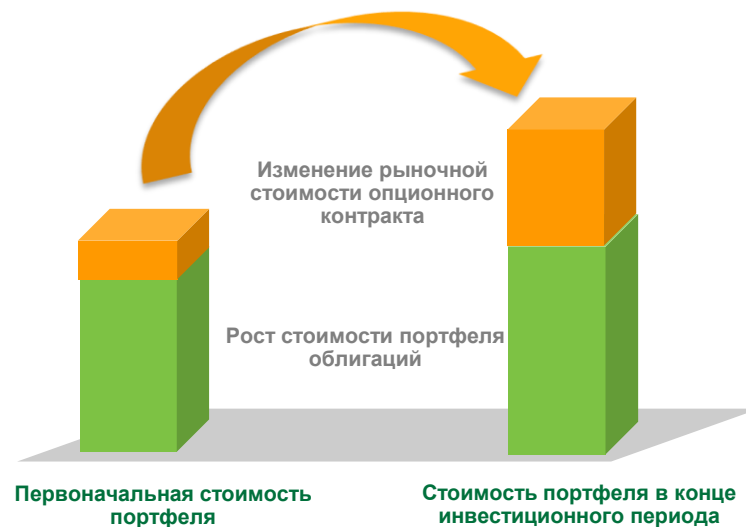 Изменение рыночной
стоимости опционного
контракта
Рост стоимости портфеля
облигаций
Первоначальная стоимость
портфеля
Стоимость портфеля в конце
инвестиционного периода